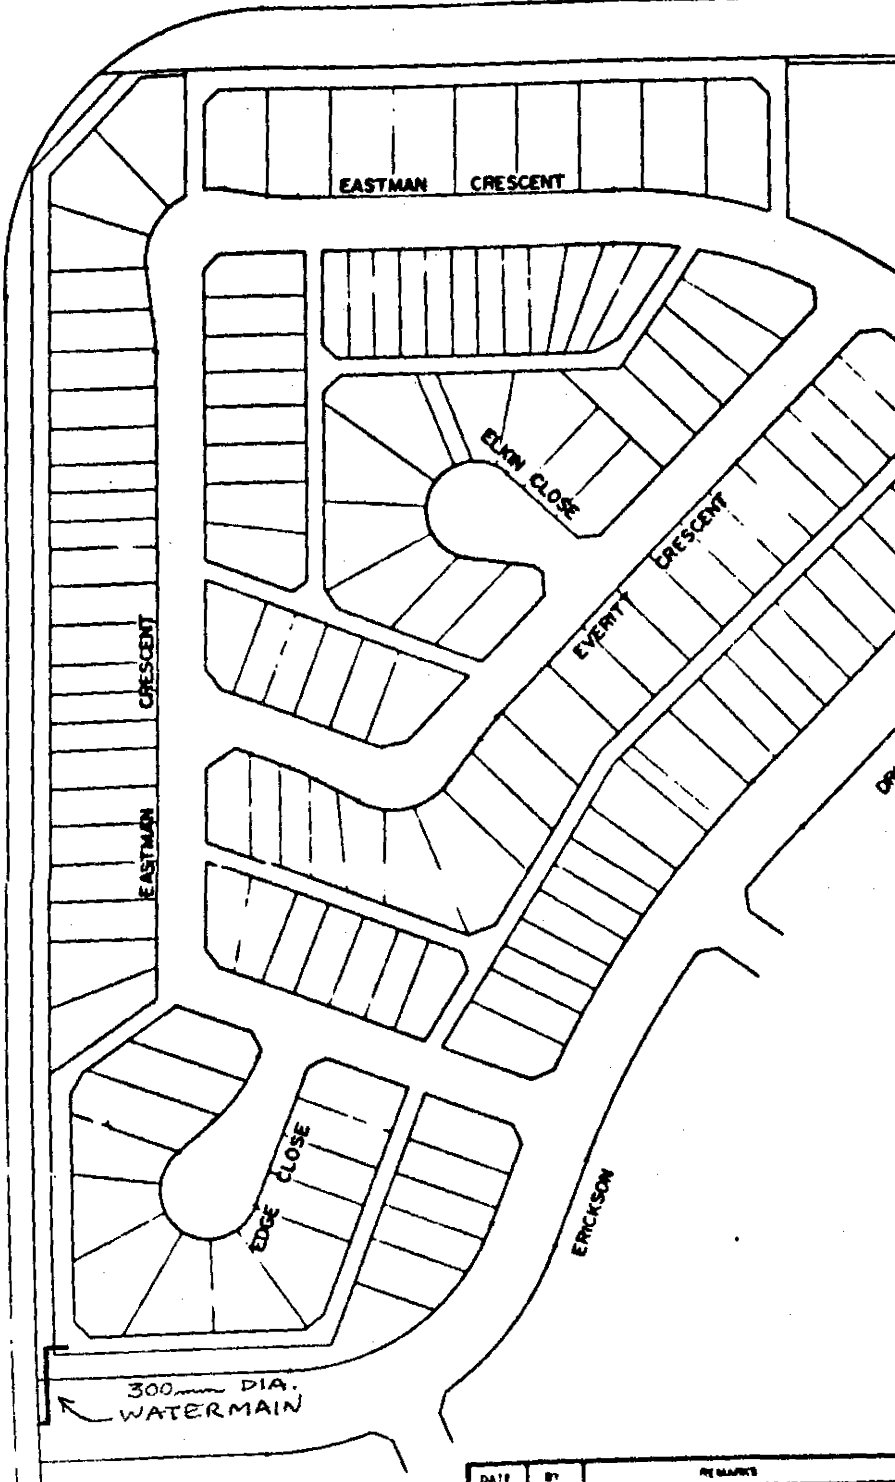 EASTMAN CRESCENT
ELKIN CLOSE
EVERITT CRESCENT
EASTMAN CRESCENT
EDGE CLOSE
ERICKSON
300mm DIA.
WATERMAIN
DATE BY REMARKS